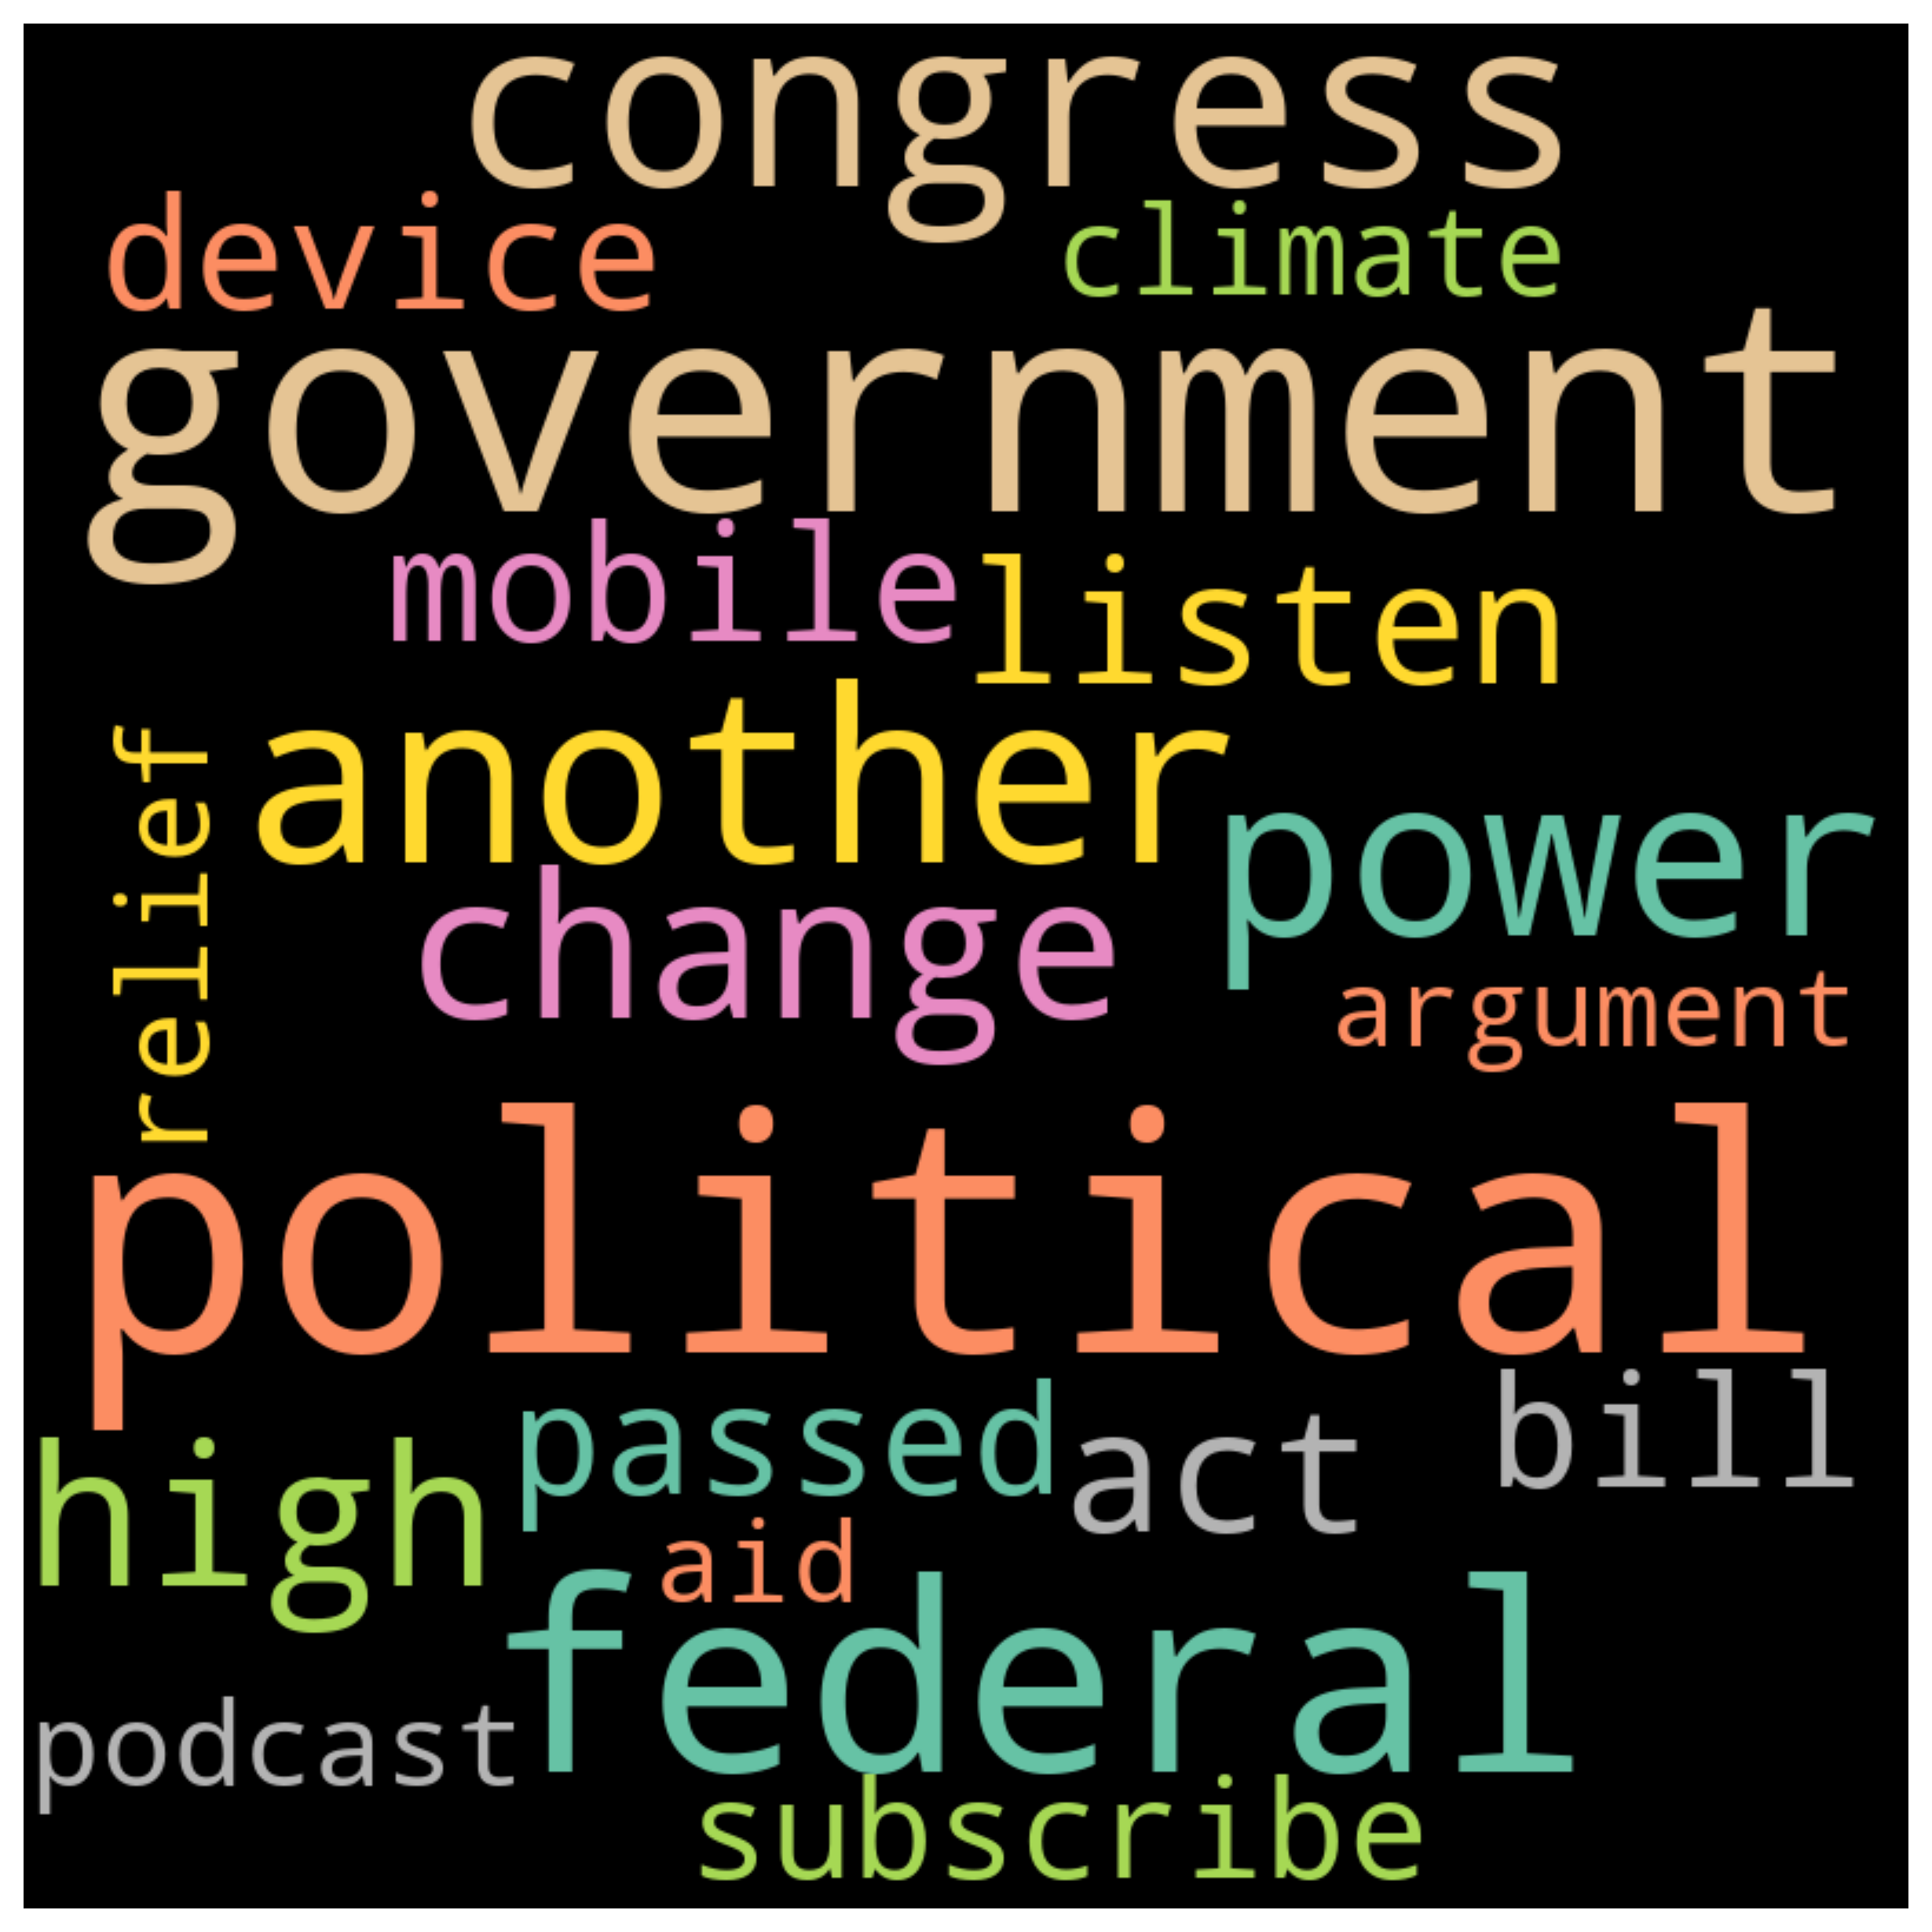 congress
device
climate
government
mobile
listen
another
relief
power
change
argument
political
passed
act
bill
high
aid
federal
podcast
subscribe